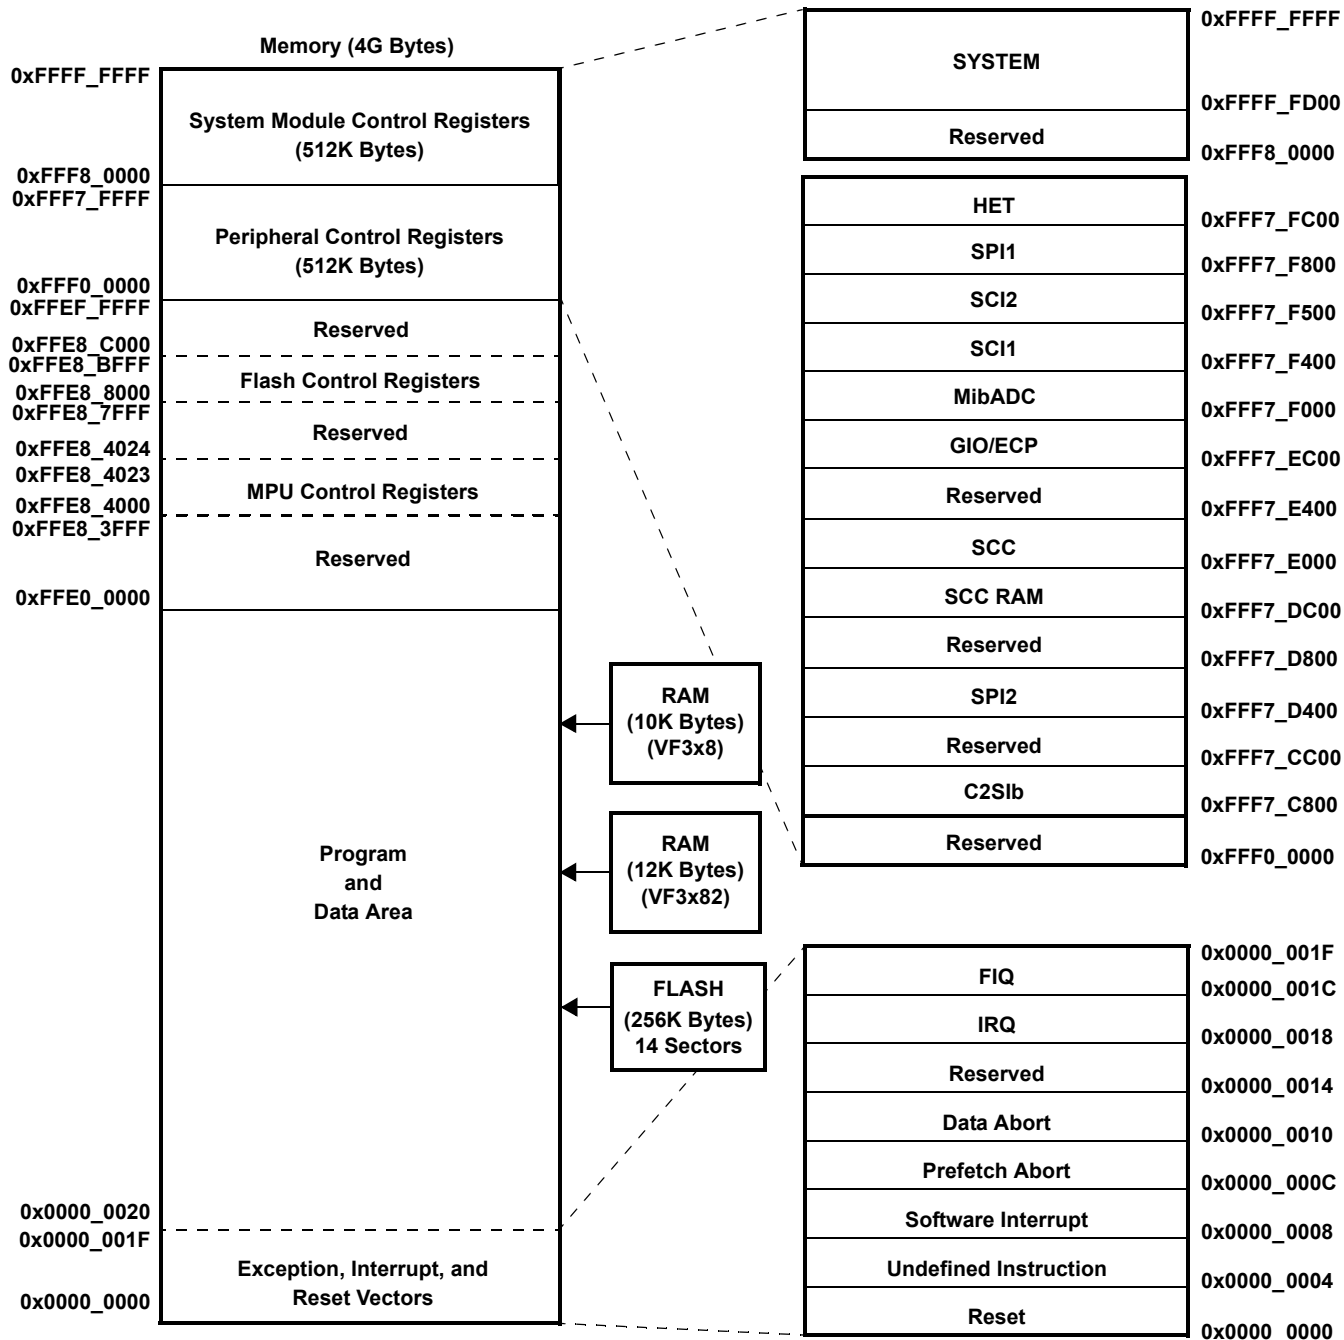 Memory (4G Bytes)
0xFFFF_FFFF
System Module Control Registers
(512K Bytes)
0xFFF8_0000
0xFFF7_FFFF
Peripheral Control Registers
(512K Bytes)
0xFFF0_0000
0xFFEF_FFFF
Reserved
0xFFE8_C000
0xFFE8_BFFF
Flash Control Registers
0xFFE8_8000
0xFFE8_7FFF
Reserved
0xFFE8_4024
0xFFE8_4023
MPU Control Registers
0xFFE8_4000
0xFFE8_3FFF
Reserved
0xFFE0_0000
Program
and
Data Area
0x0000_0020
0x0000_001F
Exception, Interrupt, and
Reset Vectors
0x0000_0000
RAM
(10K Bytes)
(VF3x8)
RAM
(12K Bytes)
(VF3x82)
FLASH
(256K Bytes)
14 Sectors
0xFFFF_FFFF
SYSTEM
0xFFFF_FD00
Reserved
0xFFF8_0000
HET
0xFFF7_FC00
SPI1
0xFFF7_F800
SCI2
0xFFF7_F500
SCI1
0xFFF7_F400
MibADC
0xFFF7_F000
GIO/ECP
0xFFF7_EC00
Reserved
0xFFF7_E400
SCC
0xFFF7_E000
SCC RAM
0xFFF7_DC00
Reserved
0xFFF7_D800
SPI2
0xFFF7_D400
Reserved
0xFFF7_CC00
C2SIb
0xFFF7_C800
Reserved
0xFFF0_0000
0x0000_001F
FIQ
0x0000_001C
IRQ
0x0000_0018
Reserved
0x0000_0014
Data Abort
0x0000_0010
Prefetch Abort
0x0000_000C
Software Interrupt
0x0000_0008
Undefined Instruction
0x0000_0004
Reset
0x0000_0000